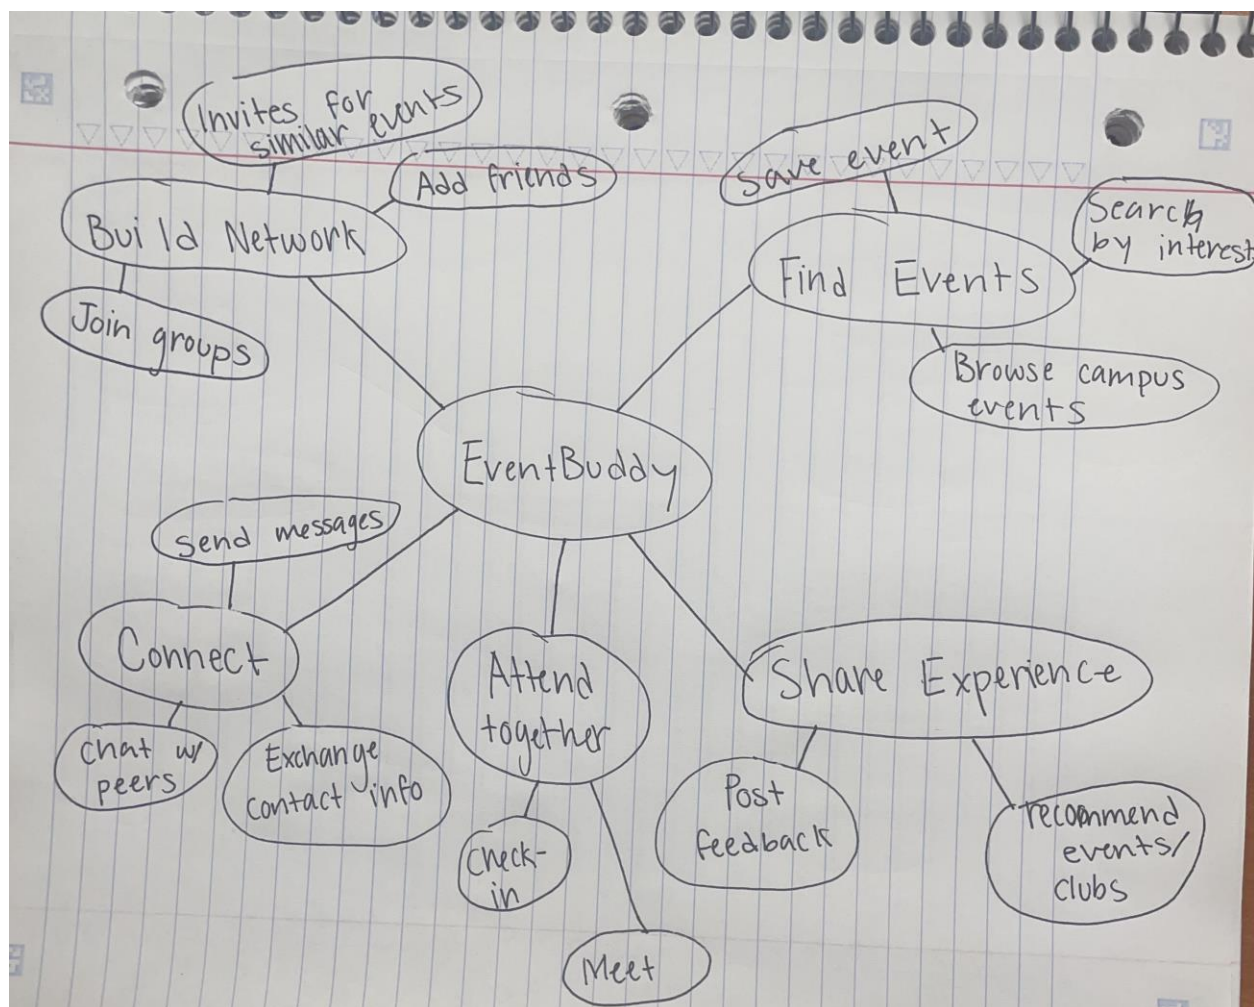 Invites for
similar events
Add friends
Build Network
Join groups
Save event
Search
by interest
Find Events
Browse campus
events
EventBuddy
Send messages
Connect
Chat w/
peers
Exchange
contact info
Attend
together
Check-
in
Meet
Share Experience
Post
feedback
recommend
events/
clubs